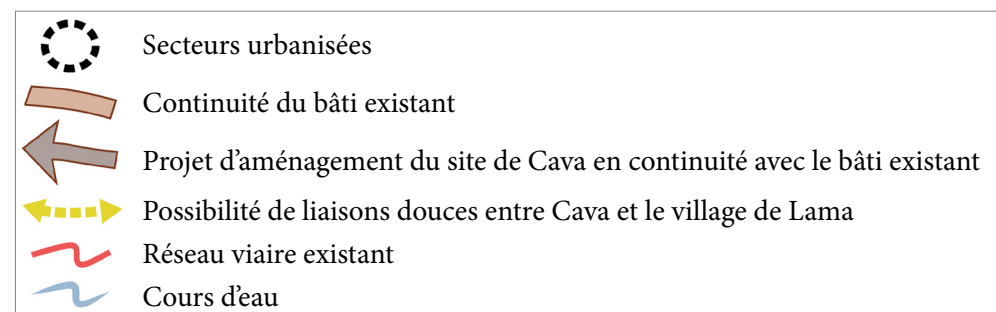 Secteurs urbanisées
Continuité du bâti existant
Projet d'aménagement du site de Cava en continuité avec le bâti existant
Possibilité de liaisons douces entre Cava et le village de Lama
Réseau viaire existant
Cours d'eau